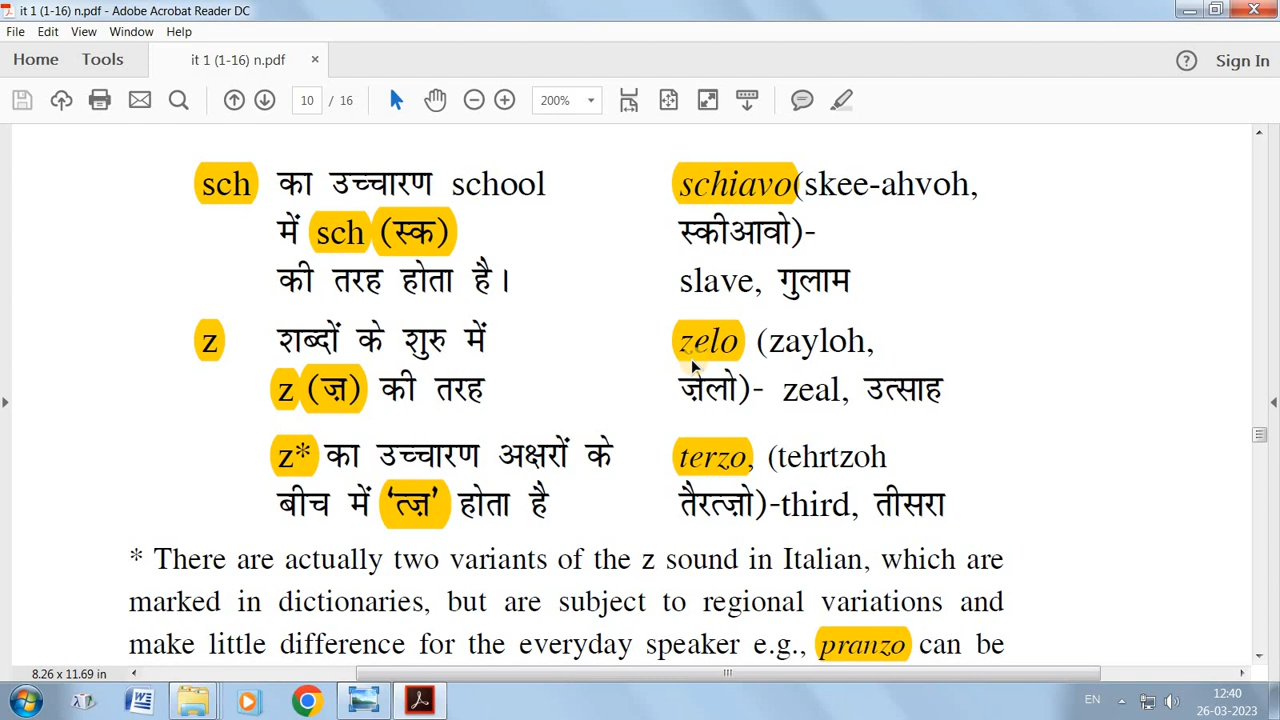 it 1 (1-16) n.pdf - Adobe Acrobat Reader DC
File Edit View Window Help
Home Tools it 1 (1-16) n.pdf × ? Sign In
10 / 16 200%
sch का उच्चारण school schiavo(skee-ahvoh,
में sch (स्क) स्कीआवो)-
की तरह होता है। slave, गुलाम
z शब्दों के शुरु में zelo (zayloh,
z (ज़) की तरह ज़ेलो)- zeal, उत्साह
z* का उच्चारण अक्षरों के terzo, (tehrtzoh
बीच में ‘त्ज़’ होता है तैरत्ज़ो)-third, तीसरा
* There are actually two variants of the z sound in Italian, which are
marked in dictionaries, but are subject to regional variations and
make little difference for the everyday speaker e.g., pranzo can be
8.26 x 11.69 in
EN 12:40
26-03-2023